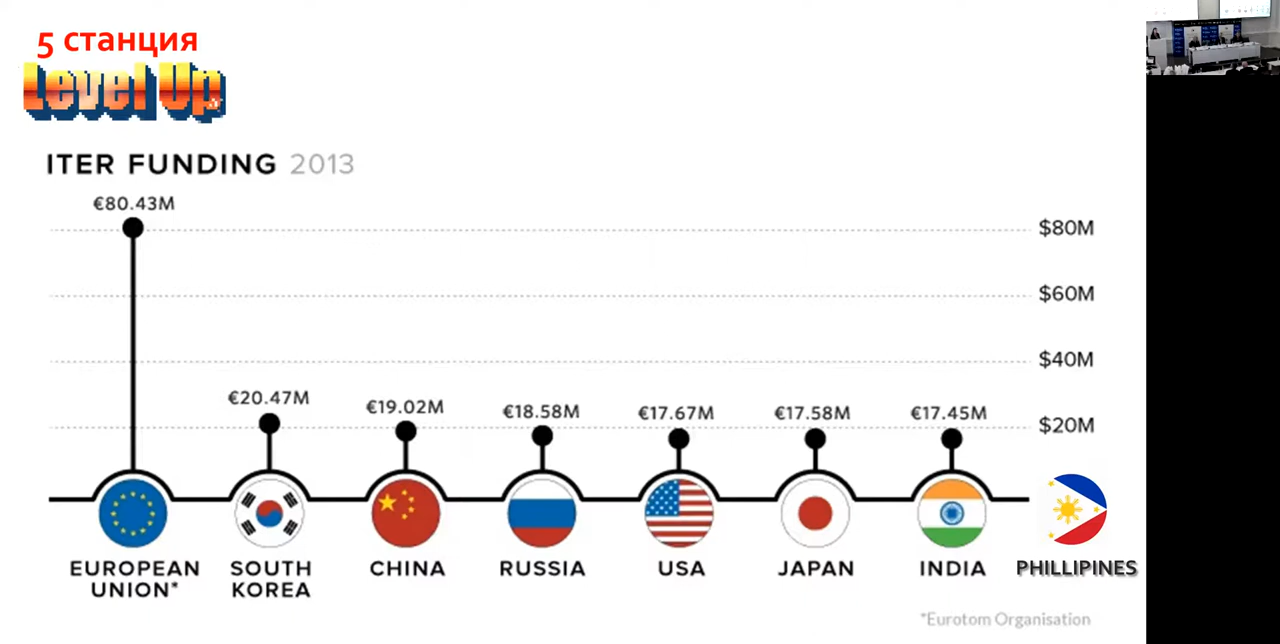 5 станция
Level Up
ITER FUNDING 2013
€80.43M
$80M
$60M
$40M
€20.47M
€19.02M
€18.58M
€17.67M
€17.58M
€17.45M
$20M
EUROPEAN UNION*
SOUTH KOREA
CHINA
RUSSIA
USA
JAPAN
INDIA
PHILLIPINES
*Eurotom Organisation